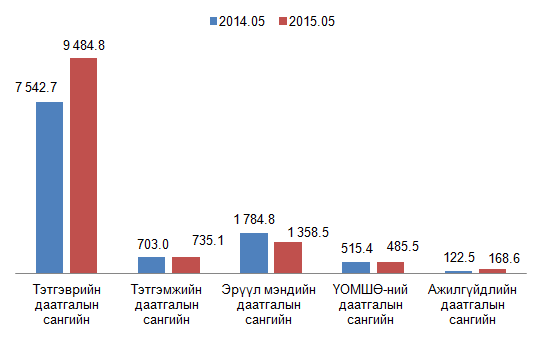 2014.05 2015.05
9 484.8
7 542.7
703.0 735.1
1 784.8
1 358.5
515.4 485.5
122.5 168.6
Тэтгэврийн даатгалын сангийн
Тэтгэмжийн даатгалын сангийн
Эрүүл мэндийн даатгалын сангийн
ҮОМШӨ-ний даатгалын сангийн
Ажилгүйдлийн даатгалын сангийн